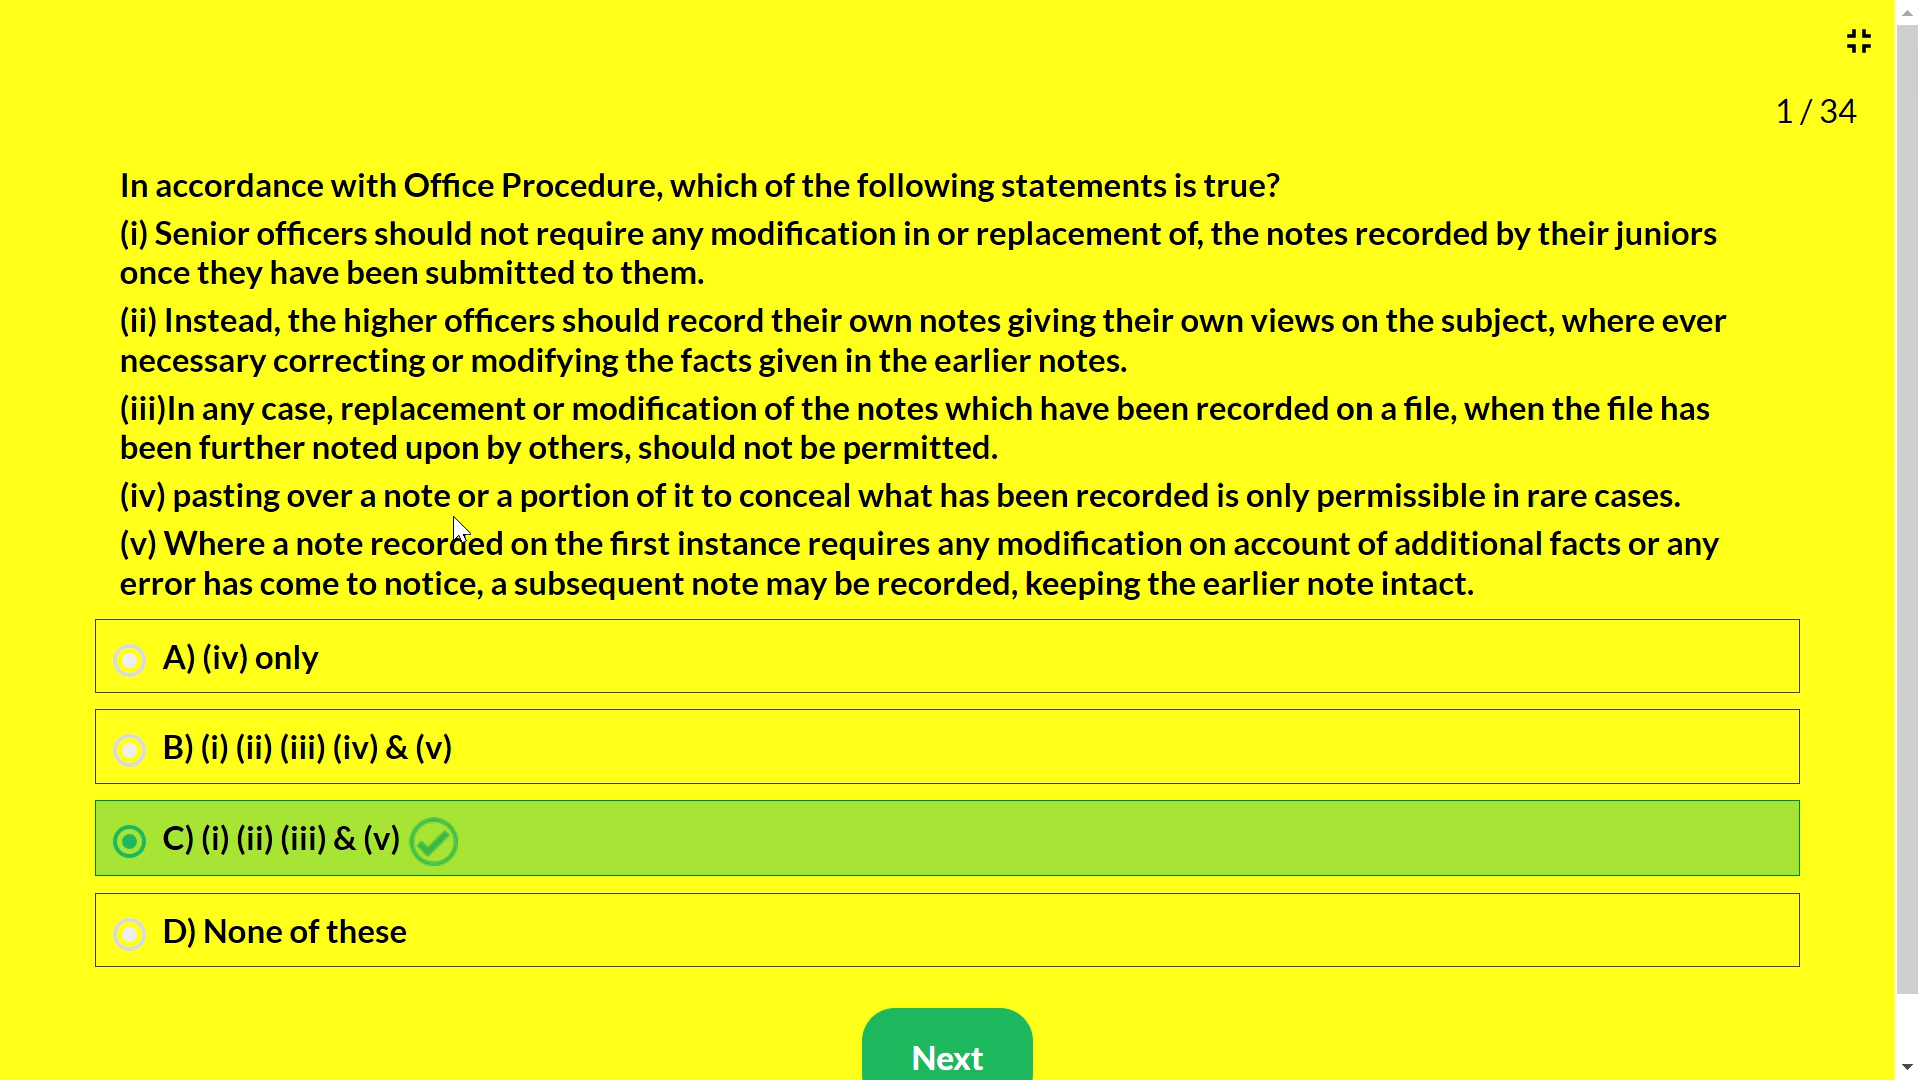 1 / 34
In accordance with Office Procedure, which of the following statements is true?
(i) Senior officers should not require any modification in or replacement of, the notes recorded by their juniors
once they have been submitted to them.
(ii) Instead, the higher officers should record their own notes giving their own views on the subject, where ever
necessary correcting or modifying the facts given in the earlier notes.
(iii)In any case, replacement or modification of the notes which have been recorded on a file, when the file has
been further noted upon by others, should not be permitted.
(iv) pasting over a note or a portion of it to conceal what has been recorded is only permissible in rare cases.
(v) Where a note recorded on the first instance requires any modification on account of additional facts or any
error has come to notice, a subsequent note may be recorded, keeping the earlier note intact.
A) (iv) only
B) (i) (ii) (iii) (iv) & (v)
C) (i) (ii) (iii) & (v)
D) None of these
Next